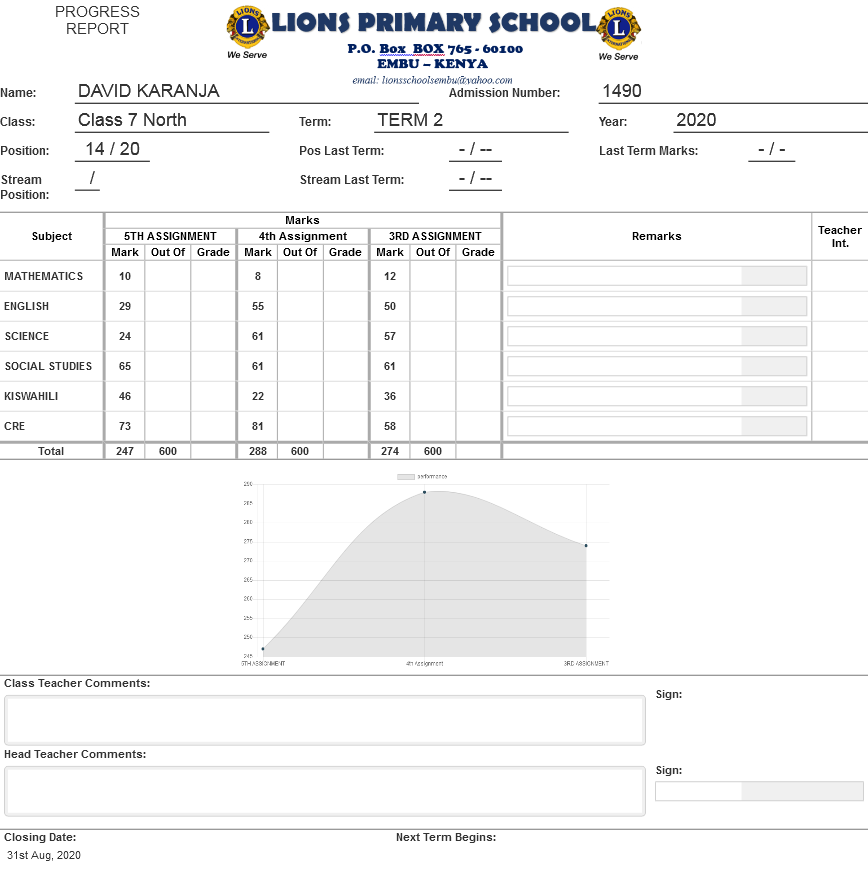 PROGRESS
REPORT
LIONS PRIMARY SCHOOL
LIONS
L
INTERNATIONAL
We Serve
LIONS
L
INTERNATIONAL
We Serve
P.O. Box BOX 765 - 60100
EMBU – KENYA
email: lionsschoolsembu@yahoo.com
Name: DAVID KARANJA Admission Number: 1490
Class: Class 7 North Term: TERM 2 Year: 2020
Position: 14 / 20 Pos Last Term: - / -- Last Term Marks: - / -
Stream Position: / Stream Last Term: - / --
Subject Marks Remarks Teacher Int.
5TH ASSIGNMENT 4th Assignment 3RD ASSIGNMENT
Mark Out Of Grade Mark Out Of Grade Mark Out Of Grade
MATHEMATICS 10 8 12
ENGLISH 29 55 50
SCIENCE 24 61 57
SOCIAL STUDIES 65 61 61
KISWAHILI 46 22 36
CRE 73 81 58
Total 247 600 288 600 274 600
performance
290
285
280
275
270
265
260
255
250
245
5TH ASSIGNMENT 4th Assignment 3RD ASSIGNMENT
Class Teacher Comments:
Sign:
Head Teacher Comments:
Sign:
Closing Date: Next Term Begins:
31st Aug, 2020